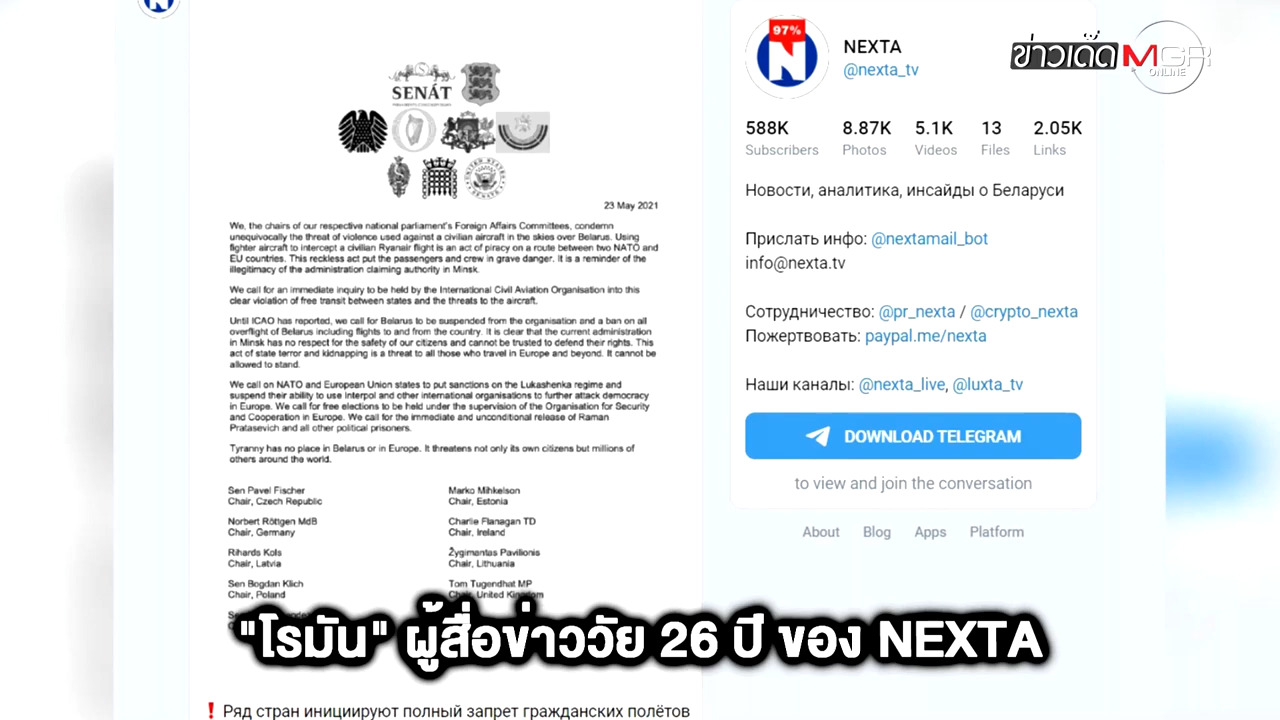 SENÁT
23 May 2021
We, the chairs of our respective national parliament's Foreign Affairs Committees, condemn
unequivocally the threat of violence used against a civilian aircraft in the skies over Belarus. Using
fighter aircraft to intercept a civilian Ryanair flight is an act of piracy on a route between two NATO and
EU countries. This reckless act put the passengers and crew in grave danger. It is a reminder of the
illegitimacy of the administration claiming authority in Minsk.
We call for an immediate inquiry to be held by the International Civil Aviation Organisation into this
clear violation of free transit between states and the threats to the aircraft.
Until ICAO has reported, we call for Belarus to be suspended from the organisation and a ban on all
overflight of Belarus including flights to and from the country. It is clear that the current administration
in Minsk has no respect for the safety of our citizens and cannot be trusted to defend their rights. This
act of state terror and kidnapping is a threat to all those who travel in Europe and beyond. It cannot be
allowed to stand.
We call on NATO and European Union states to put sanctions on the Lukashenka regime and
suspend their ability to use Interpol and other international organisations to further attack democracy
in Europe. We call for free elections to be held under the supervision of the Organisation for Security
and Cooperation in Europe. We call for the immediate and unconditional release of Raman
Pratasevich and all other political prisoners.
Tyranny has no place in Belarus or in Europe. It threatens not only its own citizens but millions of
others around the world.
Sen Pavel Fischer
Chair, Czech Republic
Marko Mihkelson
Chair, Estonia
Norbert Röttgen MdB
Chair, Germany
Charlie Flanagan TD
Chair, Ireland
Rihards Kols
Chair, Latvia
Žygimantas Pavilionis
Chair, Lithuania
Sen Bogdan Klich
Chair, Poland
Tom Tugendhat MP
Chair, United Kingdom
❗ Ряд стран инициируют полный запрет гражданских полётов
97%
N
NEXTA
@nexta_tv
588K 8.87K 5.1K 13 2.05K
Subscribers Photos Videos Files Links
Новости, аналитика, инсайды о Беларуси
Прислать инфо: @nextamail_bot
info@nexta.tv
Сотрудничество: @pr_nexta / @crypto_nexta
Пожертвовать: paypal.me/nexta
Наши каналы: @nexta_live, @luxta_tv
DOWNLOAD TELEGRAM
to view and join the conversation
About Blog Apps Platform
ข่าวเด็ด MGR
ONLINE
"โรมัน" ผู้สื่อข่าววัย 26 ปี ของ NEXTA